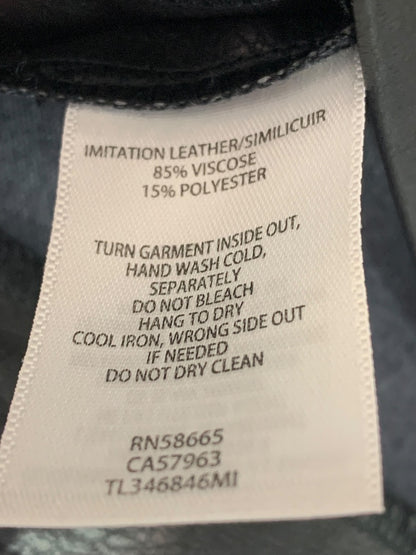 IMITATION LEATHER/SIMILICUIR
85% VISCOSE
15% POLYESTER
TURN GARMENT INSIDE OUT,
HAND WASH COLD,
SEPARATELY
DO NOT BLEACH
HANG TO DRY
COOL IRON, WRONG SIDE OUT
IF NEEDED
DO NOT DRY CLEAN
RN58665
CA57963
TL346846MI